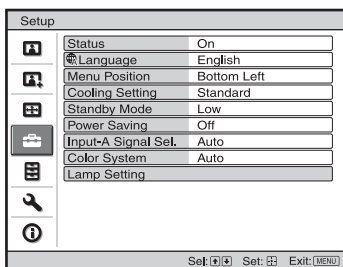 Setup
Status On
Language English
Menu Position Bottom Left
Cooling Setting Standard
Standby Mode Low
Power Saving Off
Input-A Signal Sel. Auto
Color System Auto
Lamp Setting
Sel: Set: Exit: MENU